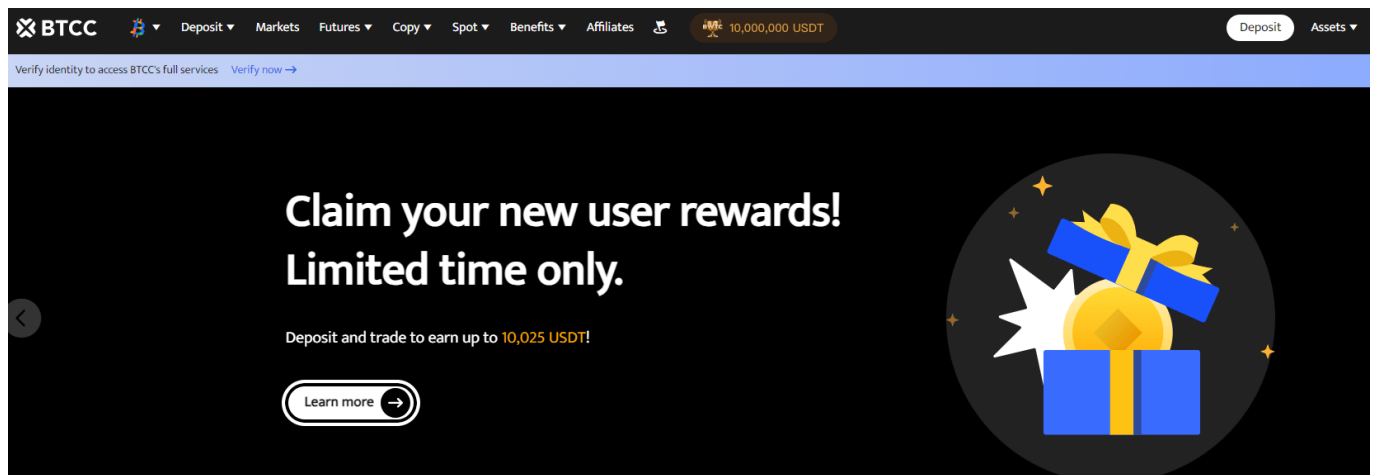 BTCC Deposit Markets Futures Copy Spot Benefits Affiliates 10,000,000 USDT Deposit Assets
Verify identity to access BTCC's full services Verify now →
Claim your new user rewards!
Limited time only.
Deposit and trade to earn up to 10,025 USDT!
Learn more